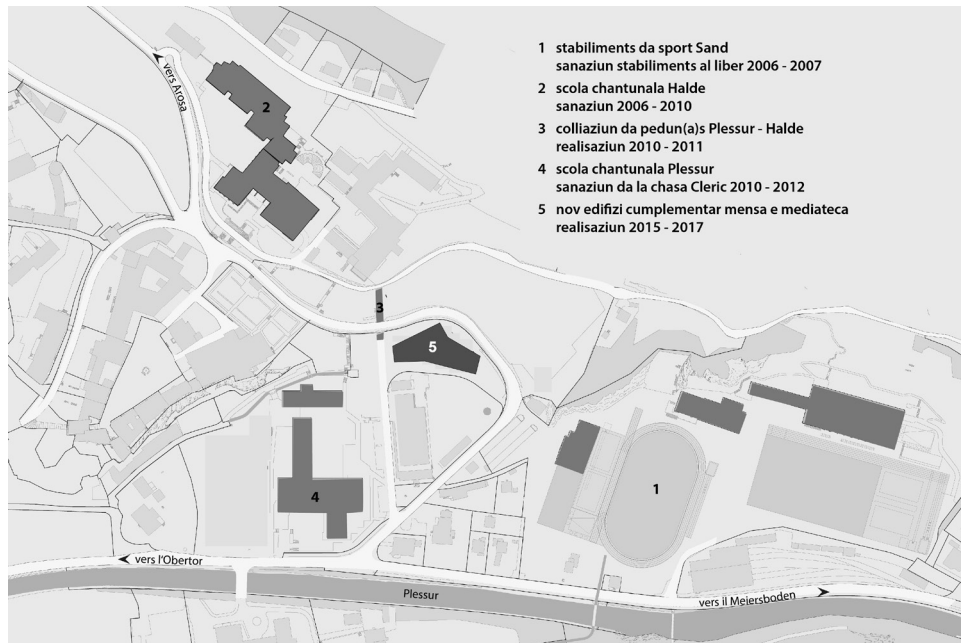 1 stabiliments da sport Sand
sanaziun stabiliments al liber 2006 - 2007
2 scola chantunala Halde
sanaziun 2006 - 2010
3 colliaziun da pedun(a)s Plessur - Halde
realisaziun 2010 - 2011
4 scola chantunala Plessur
sanaziun da la chasa Cleric 2010 - 2012
5 nov edifizi cumplementar mensa e mediateca
realisaziun 2015 - 2017
vers Arosa
2
3
5
4
1
vers l'Obertor
Plessur
vers il Meiersboden